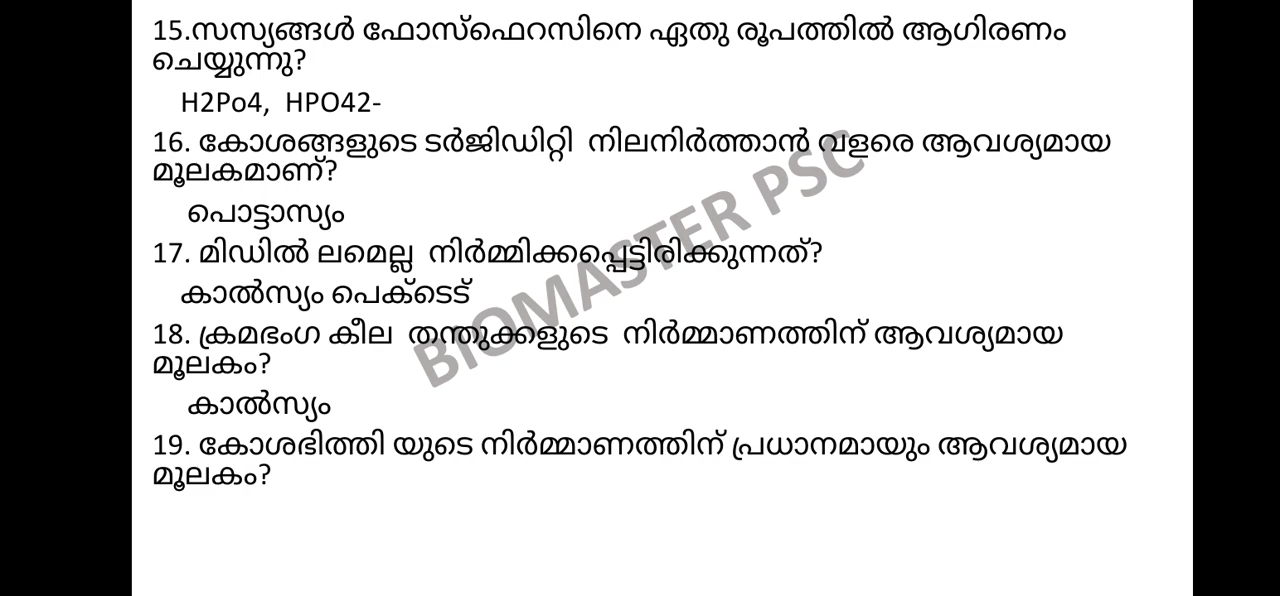 15.സസ്യങ്ങൾ ഫോസ്ഫെറസിനെ ഏതു രൂപത്തിൽ ആഗിരണം
ചെയ്യുന്നു?
H2Po4, HPO42-
16. കോശങ്ങളുടെ ടർജിഡിറ്റി നിലനിർത്താൻ വളരെ ആവശ്യമായ
മൂലകമാണ്?
പൊട്ടാസ്യം
17. മിഡിൽ ലമെല്ല നിർമ്മിക്കപ്പെട്ടിരിക്കുന്നത്?
കാൽസ്യം പെക്ടെട്
18. ക്രമഭംഗ കീല തന്തുക്കളുടെ നിർമ്മാണത്തിന് ആവശ്യമായ
മൂലകം?
കാൽസ്യം
19. കോശഭിത്തി യുടെ നിർമ്മാണത്തിന് പ്രധാനമായും ആവശ്യമായ
മൂലകം?
BIOMASTER PSC